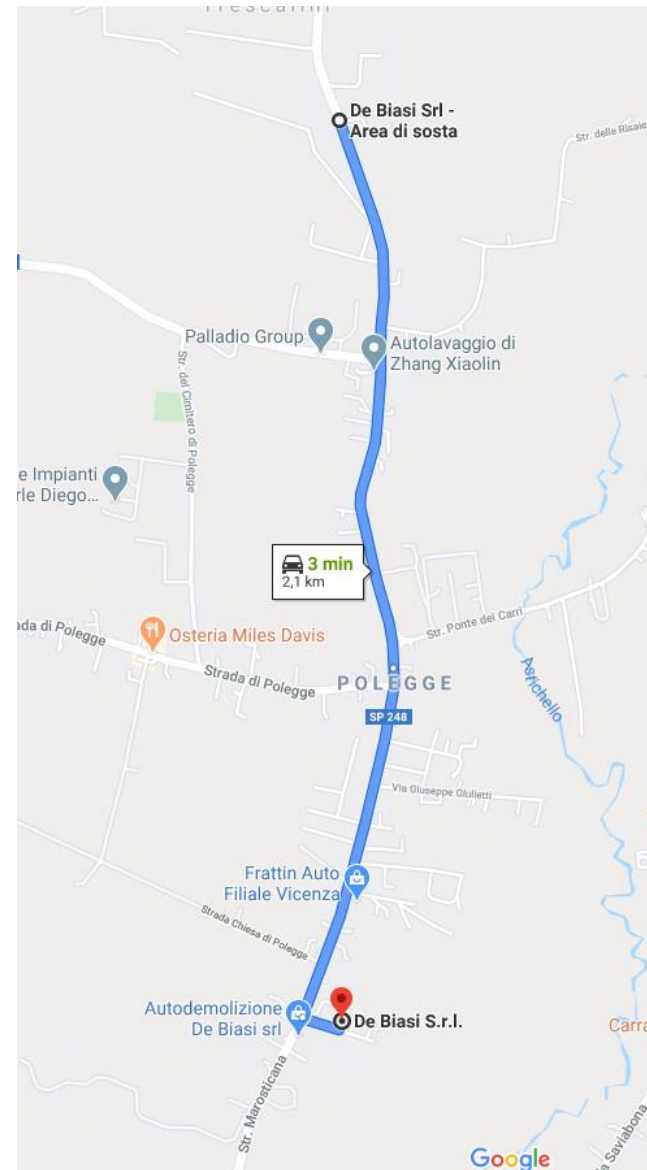 De Biasi Srl -
Area di sosta
Str. delle Risaie
Palladio Group
Autolavaggio di
Zhang Xiaolin
Str. del Cimitero di Polegge
e Impianti
rle Diego...
3 min
2,1 km
Str. Ponte dei Carri
ada di Polegge
Osteria Miles Davis
Strada di Polegge
POLEGGE
Astichello
SP 248
Via Giuseppe Giulietti
Frattin Auto
Filiale Vicenza
Strada Chiesa di Polegge
Autodemolizione
De Biasi srl
De Biasi S.r.l.
Carra
Str. Marosticana
a Saviabona
Google